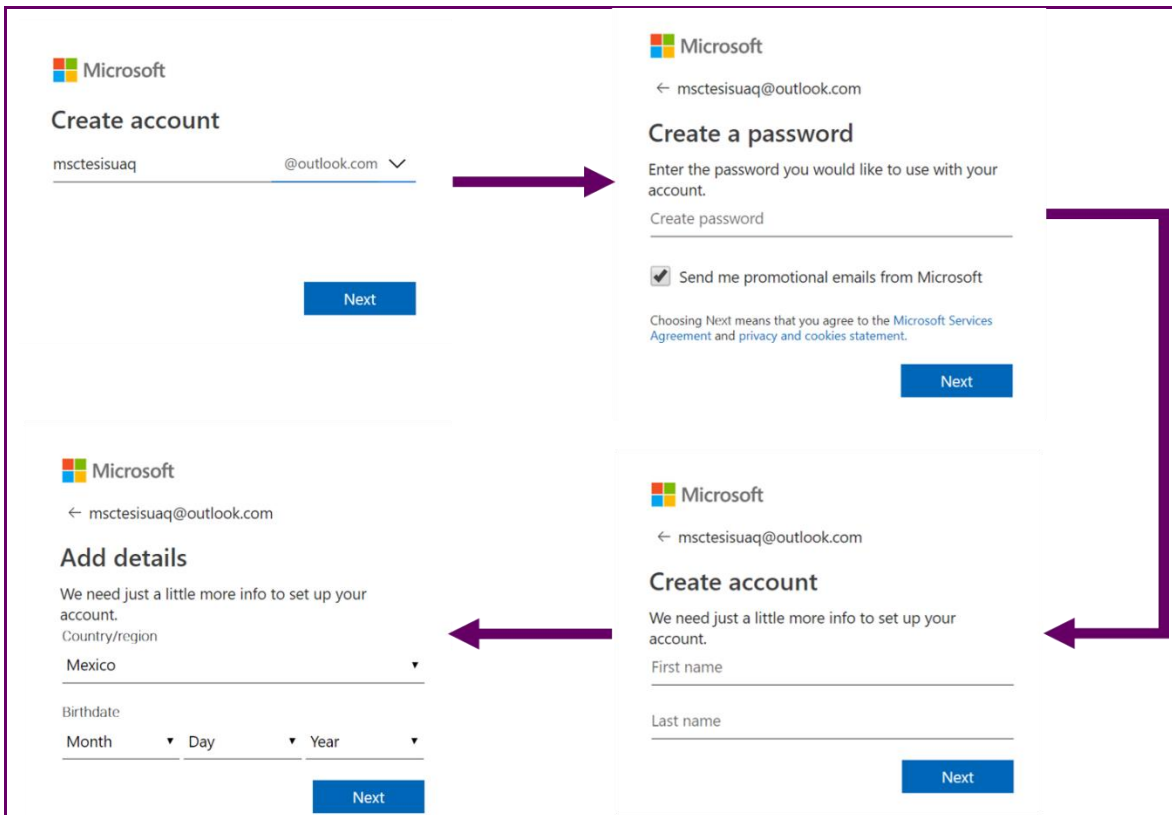 Microsoft
Create account
msctesisuaq @outlook.com
Next
Microsoft
← msctesisuaq@outlook.com
Create a password
Enter the password you would like to use with your
account.
Create password
Send me promotional emails from Microsoft
Choosing Next means that you agree to the Microsoft Services
Agreement and privacy and cookies statement.
Next
Microsoft
← msctesisuaq@outlook.com
Create account
We need just a little more info to set up your
account.
First name
Last name
Next
Microsoft
← msctesisuaq@outlook.com
Add details
We need just a little more info to set up your
account.
Country/region
Mexico
Birthdate
Month Day Year
Next